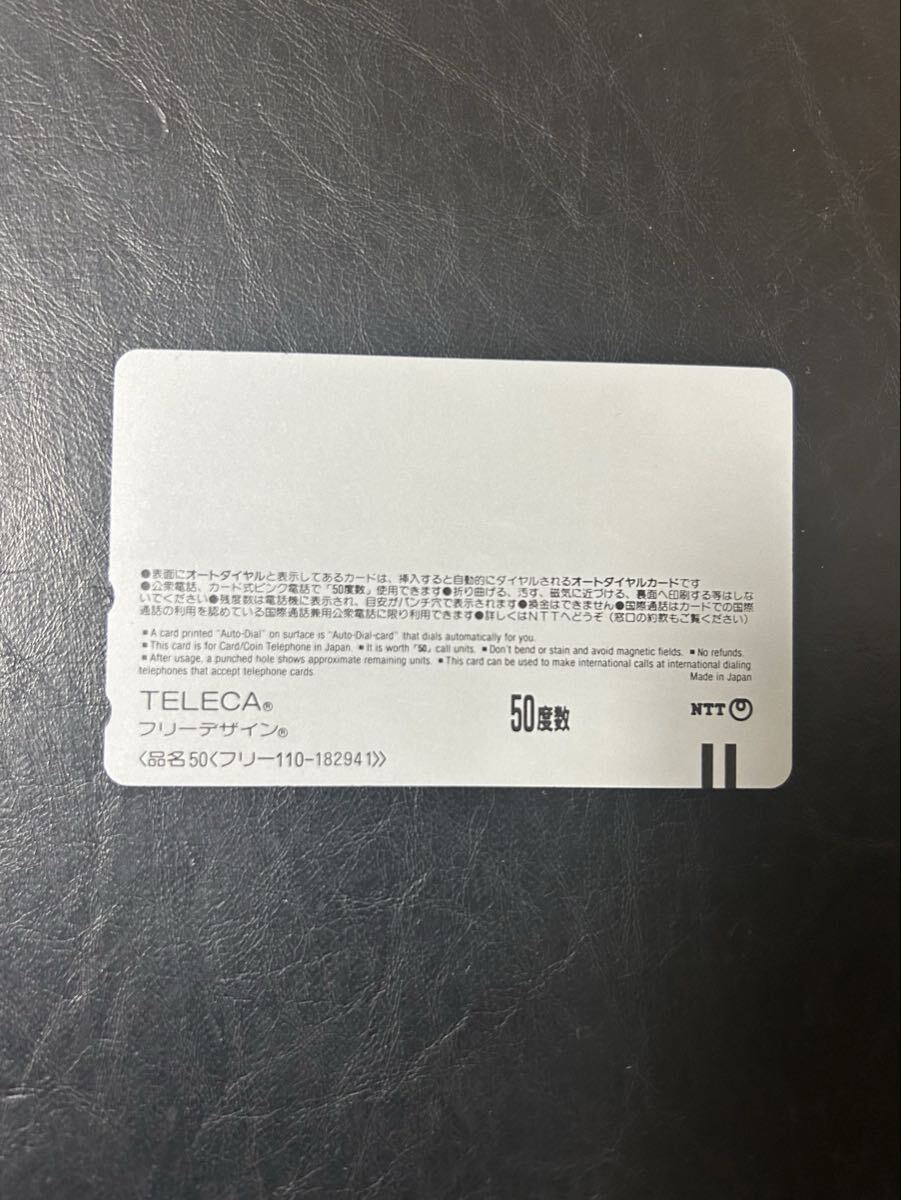 ●表面にオートダイヤルと表示してあるカードは、挿入すると自動的にダイヤルされるオートダイヤルカードです
●公衆電話、カード式ピンク電話で「50度数」使用できます●折り曲げる、汚す、磁気に近づける、裏面へ印刷する等はしな
いでください●残度数は電話機に表示され、目安がパンチ穴で表示されます●換金はできません●国際通話はカードでの国際
通話の利用を認めている国際通話兼用公衆電話に限り利用できます●詳しくはNTTへどうぞ(窓口の約款もご覧ください)
■ A card printed "Auto-Dial" on surface is "Auto-Dial-card" that dials automatically for you.
■ This card is for Card/Coin Telephone in Japan. ■ It is worth「50」call units. ■ Don't bend or stain and avoid magnetic fields. ■ No refunds.
■ After usage, a punched hole shows approximate remaining units. ■ This card can be used to make international calls at international dialing
telephones that accept telephone cards.
Made in Japan
TELECA®
フリーデザイン®
50度数
NTT
〈品名50〈フリー110-182941〉〉